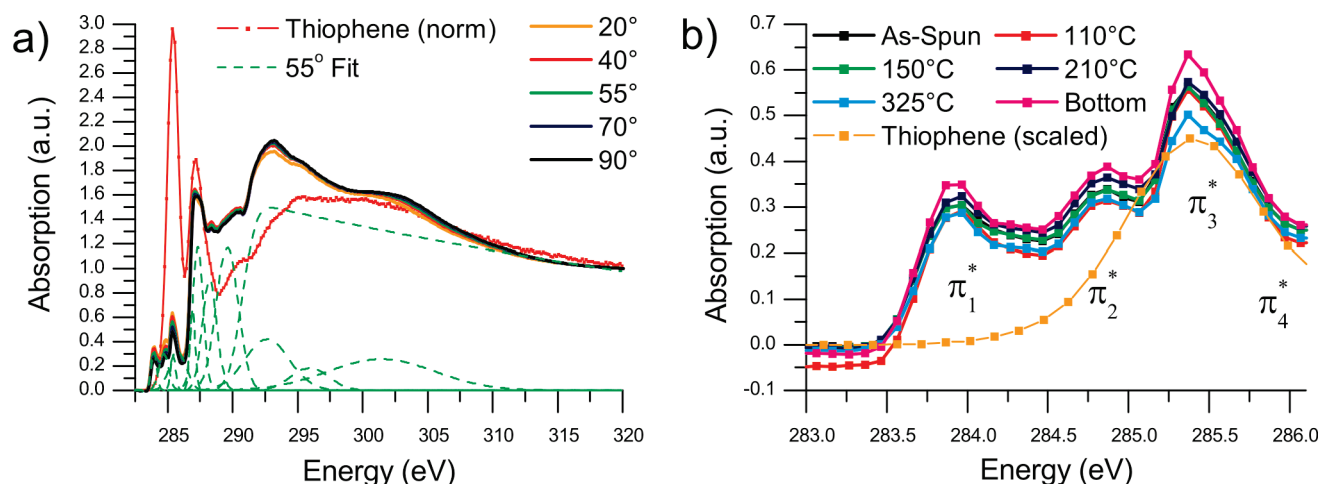 a)
Thiophene (norm)
55° Fit
20°
40°
55°
70°
90°
Absorption (a.u.)
3.0
2.8
2.6
2.4
2.2
2.0
1.8
1.6
1.4
1.2
1.0
0.8
0.6
0.4
0.2
0.0
285 290 295 300 305 310 315 320
Energy (eV)
b)
As-Spun 110°C
150°C 210°C
325°C Bottom
Thiophene (scaled)
Absorption (a.u.)
0.7
0.6
0.5
0.4
0.3
0.2
0.1
0.0
-0.1
π*1
π*2
π*3
π*4
283.0 283.5 284.0 284.5 285.0 285.5 286.0
Energy (eV)